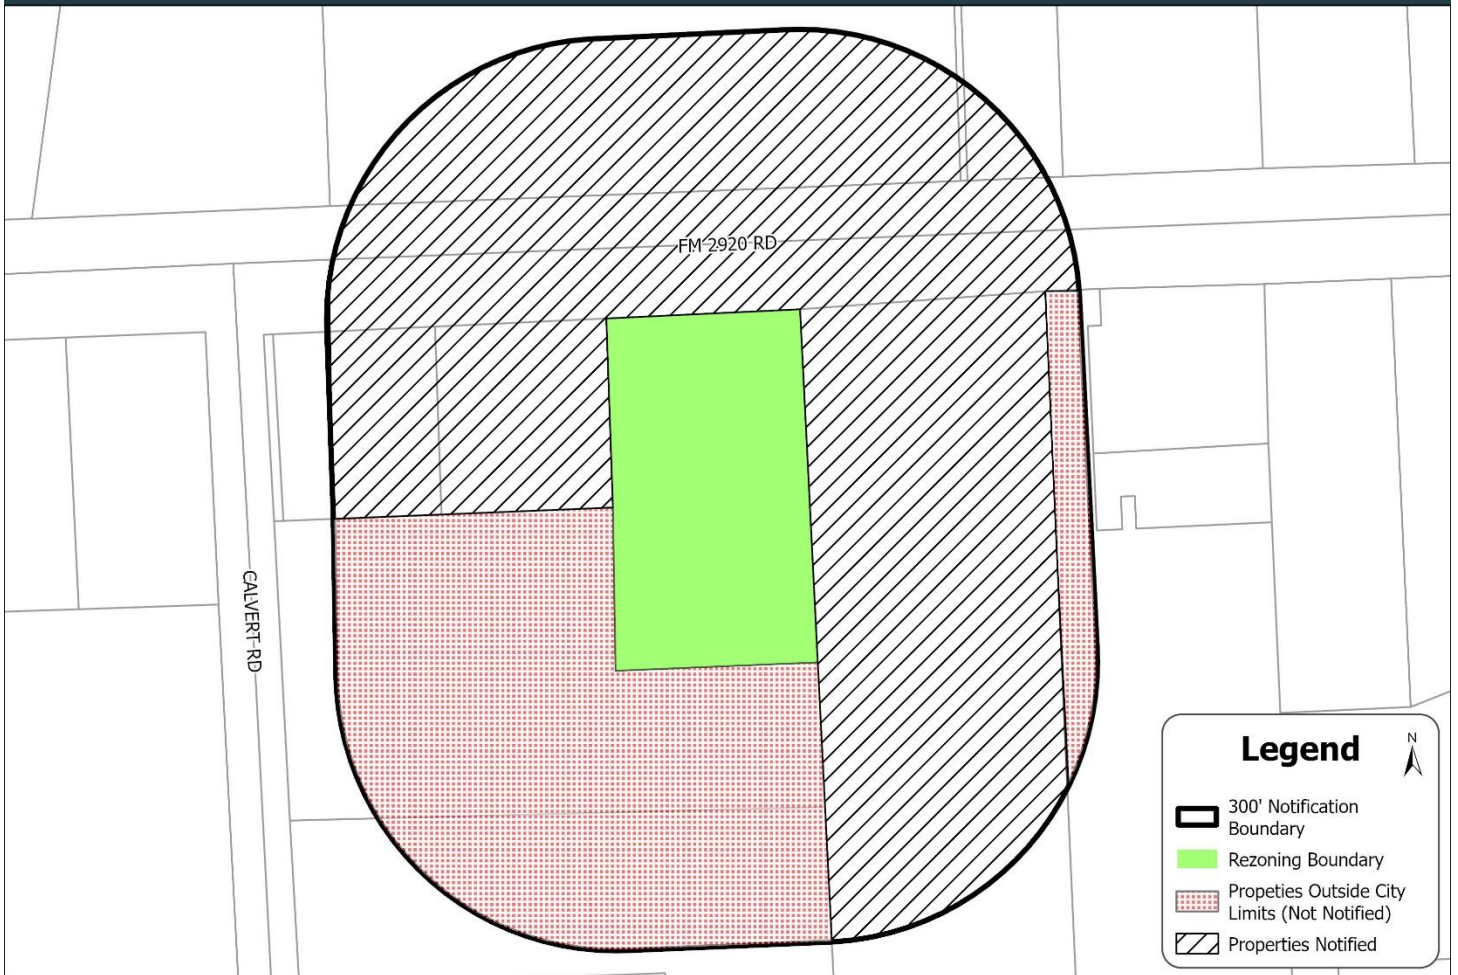 FM 2920 RD
CALVERT RD
Legend
N
300' Notification
Boundary
Rezoning Boundary
Propeties Outside City
Limits (Not Notified)
Properties Notified